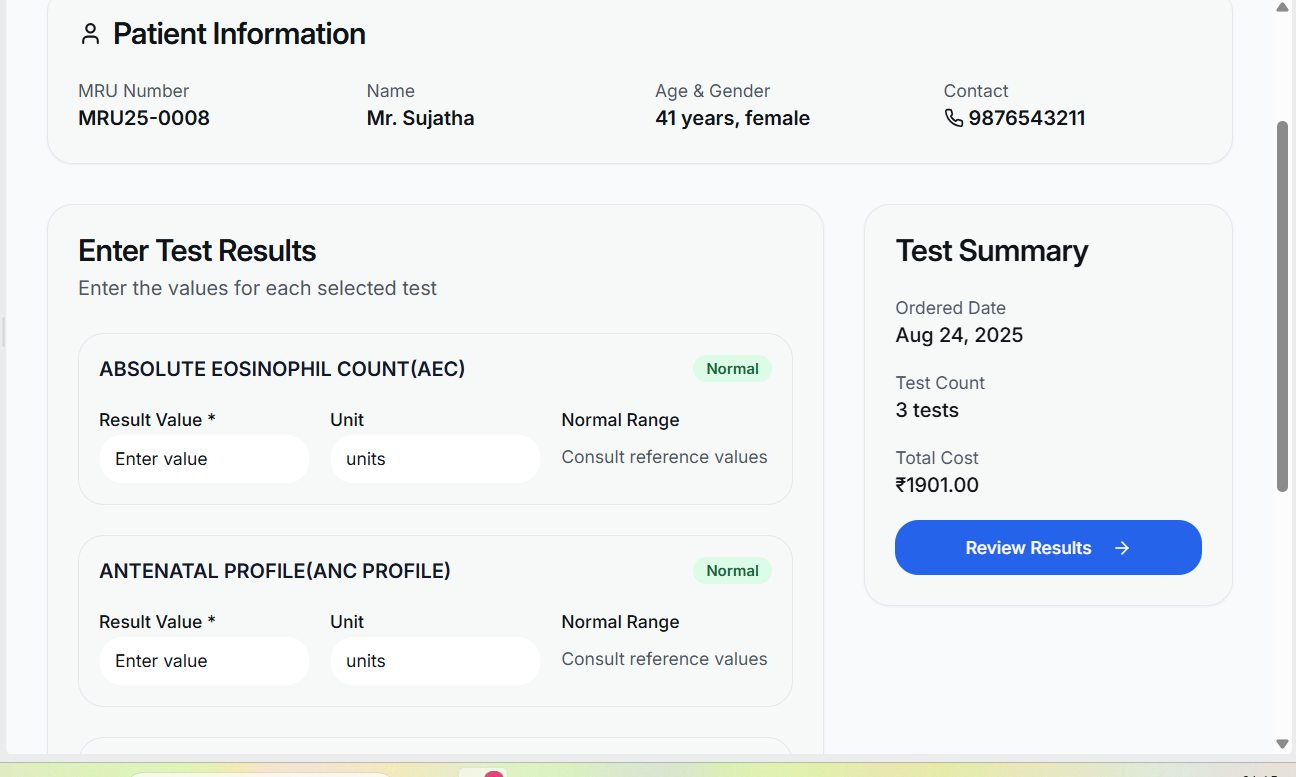 Patient Information
MRU Number
MRU25-0008
Name
Mr. Sujatha
Age & Gender
41 years, female
Contact
9876543211
Enter Test Results
Enter the values for each selected test
ABSOLUTE EOSINOPHIL COUNT(AEC)
Normal
Result Value *
Enter value
Unit
units
Normal Range
Consult reference values
ANTENATAL PROFILE(ANC PROFILE)
Normal
Result Value *
Enter value
Unit
units
Normal Range
Consult reference values
Test Summary
Ordered Date
Aug 24, 2025
Test Count
3 tests
Total Cost
₹1901.00
Review Results →